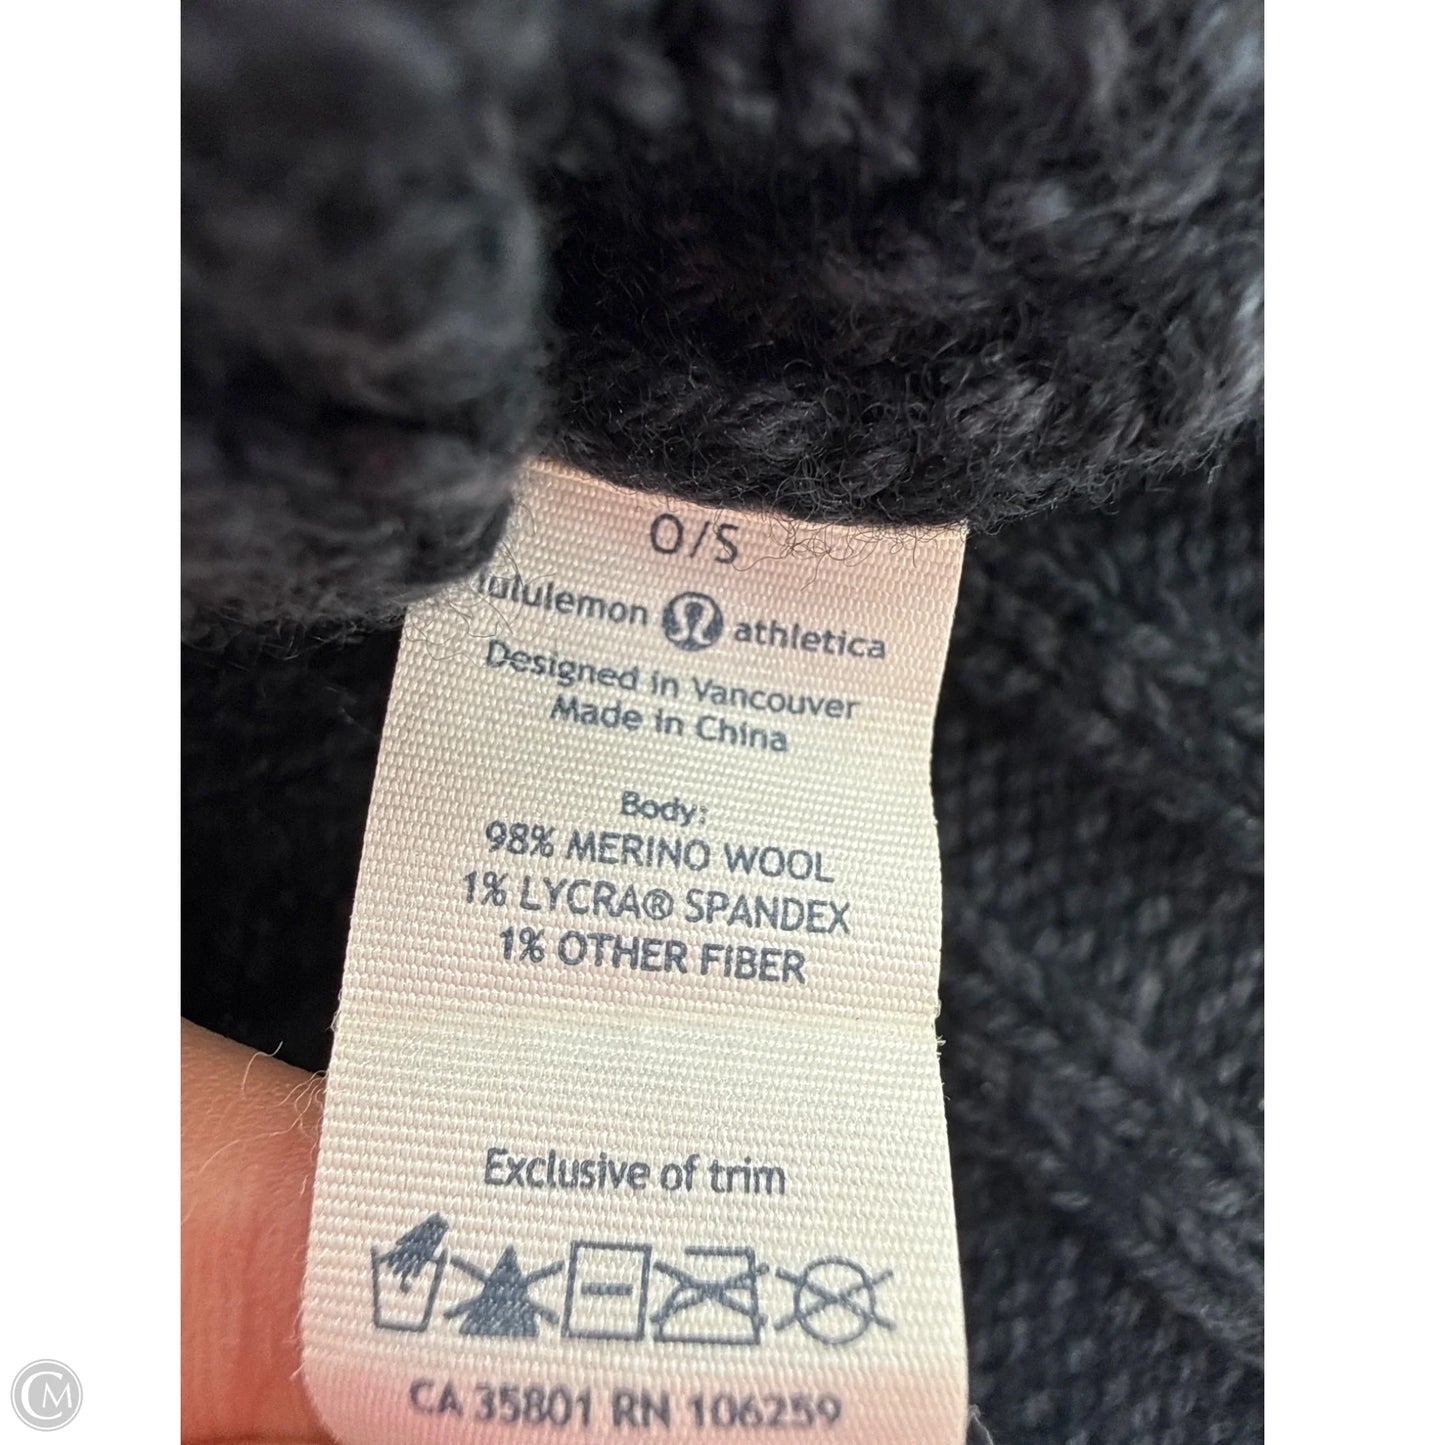 O/S
lululemon athletica
Designed in Vancouver
Made in China
Body:
98% MERINO WOOL
1% LYCRA® SPANDEX
1% OTHER FIBER
Exclusive of trim
CA 35801 RN 106259
CM